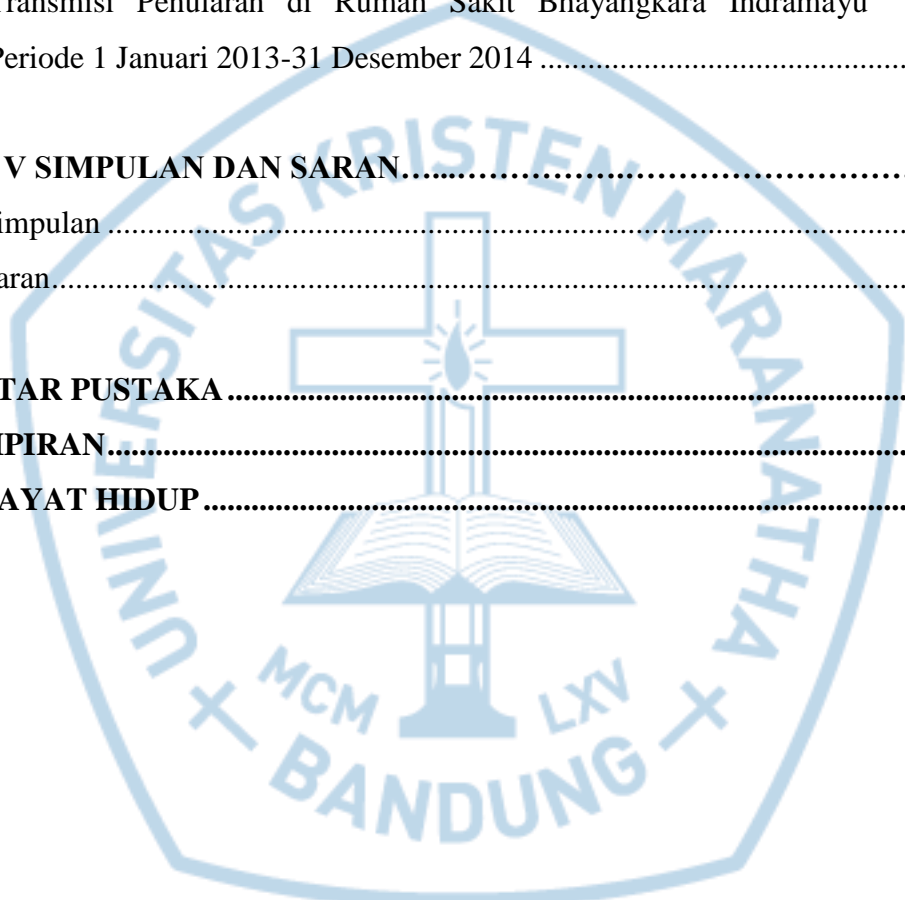 Transmisi Penularan di Rumah Sakit Bhayangkara Indramayu
Periode 1 Januari 2013-31 Desember 2014 ...............................................
V SIMPULAN DAN SARAN…...……………………………………………
impulan .....................................................................................................
aran............................................................................................................
TAR PUSTAKA .....................................................................................
IPIRAN....................................................................................................
AYAT HIDUP .........................................................................................
UNIVERSITAS KRISTEN MARANATHA
MCM LXV
BANDUNG